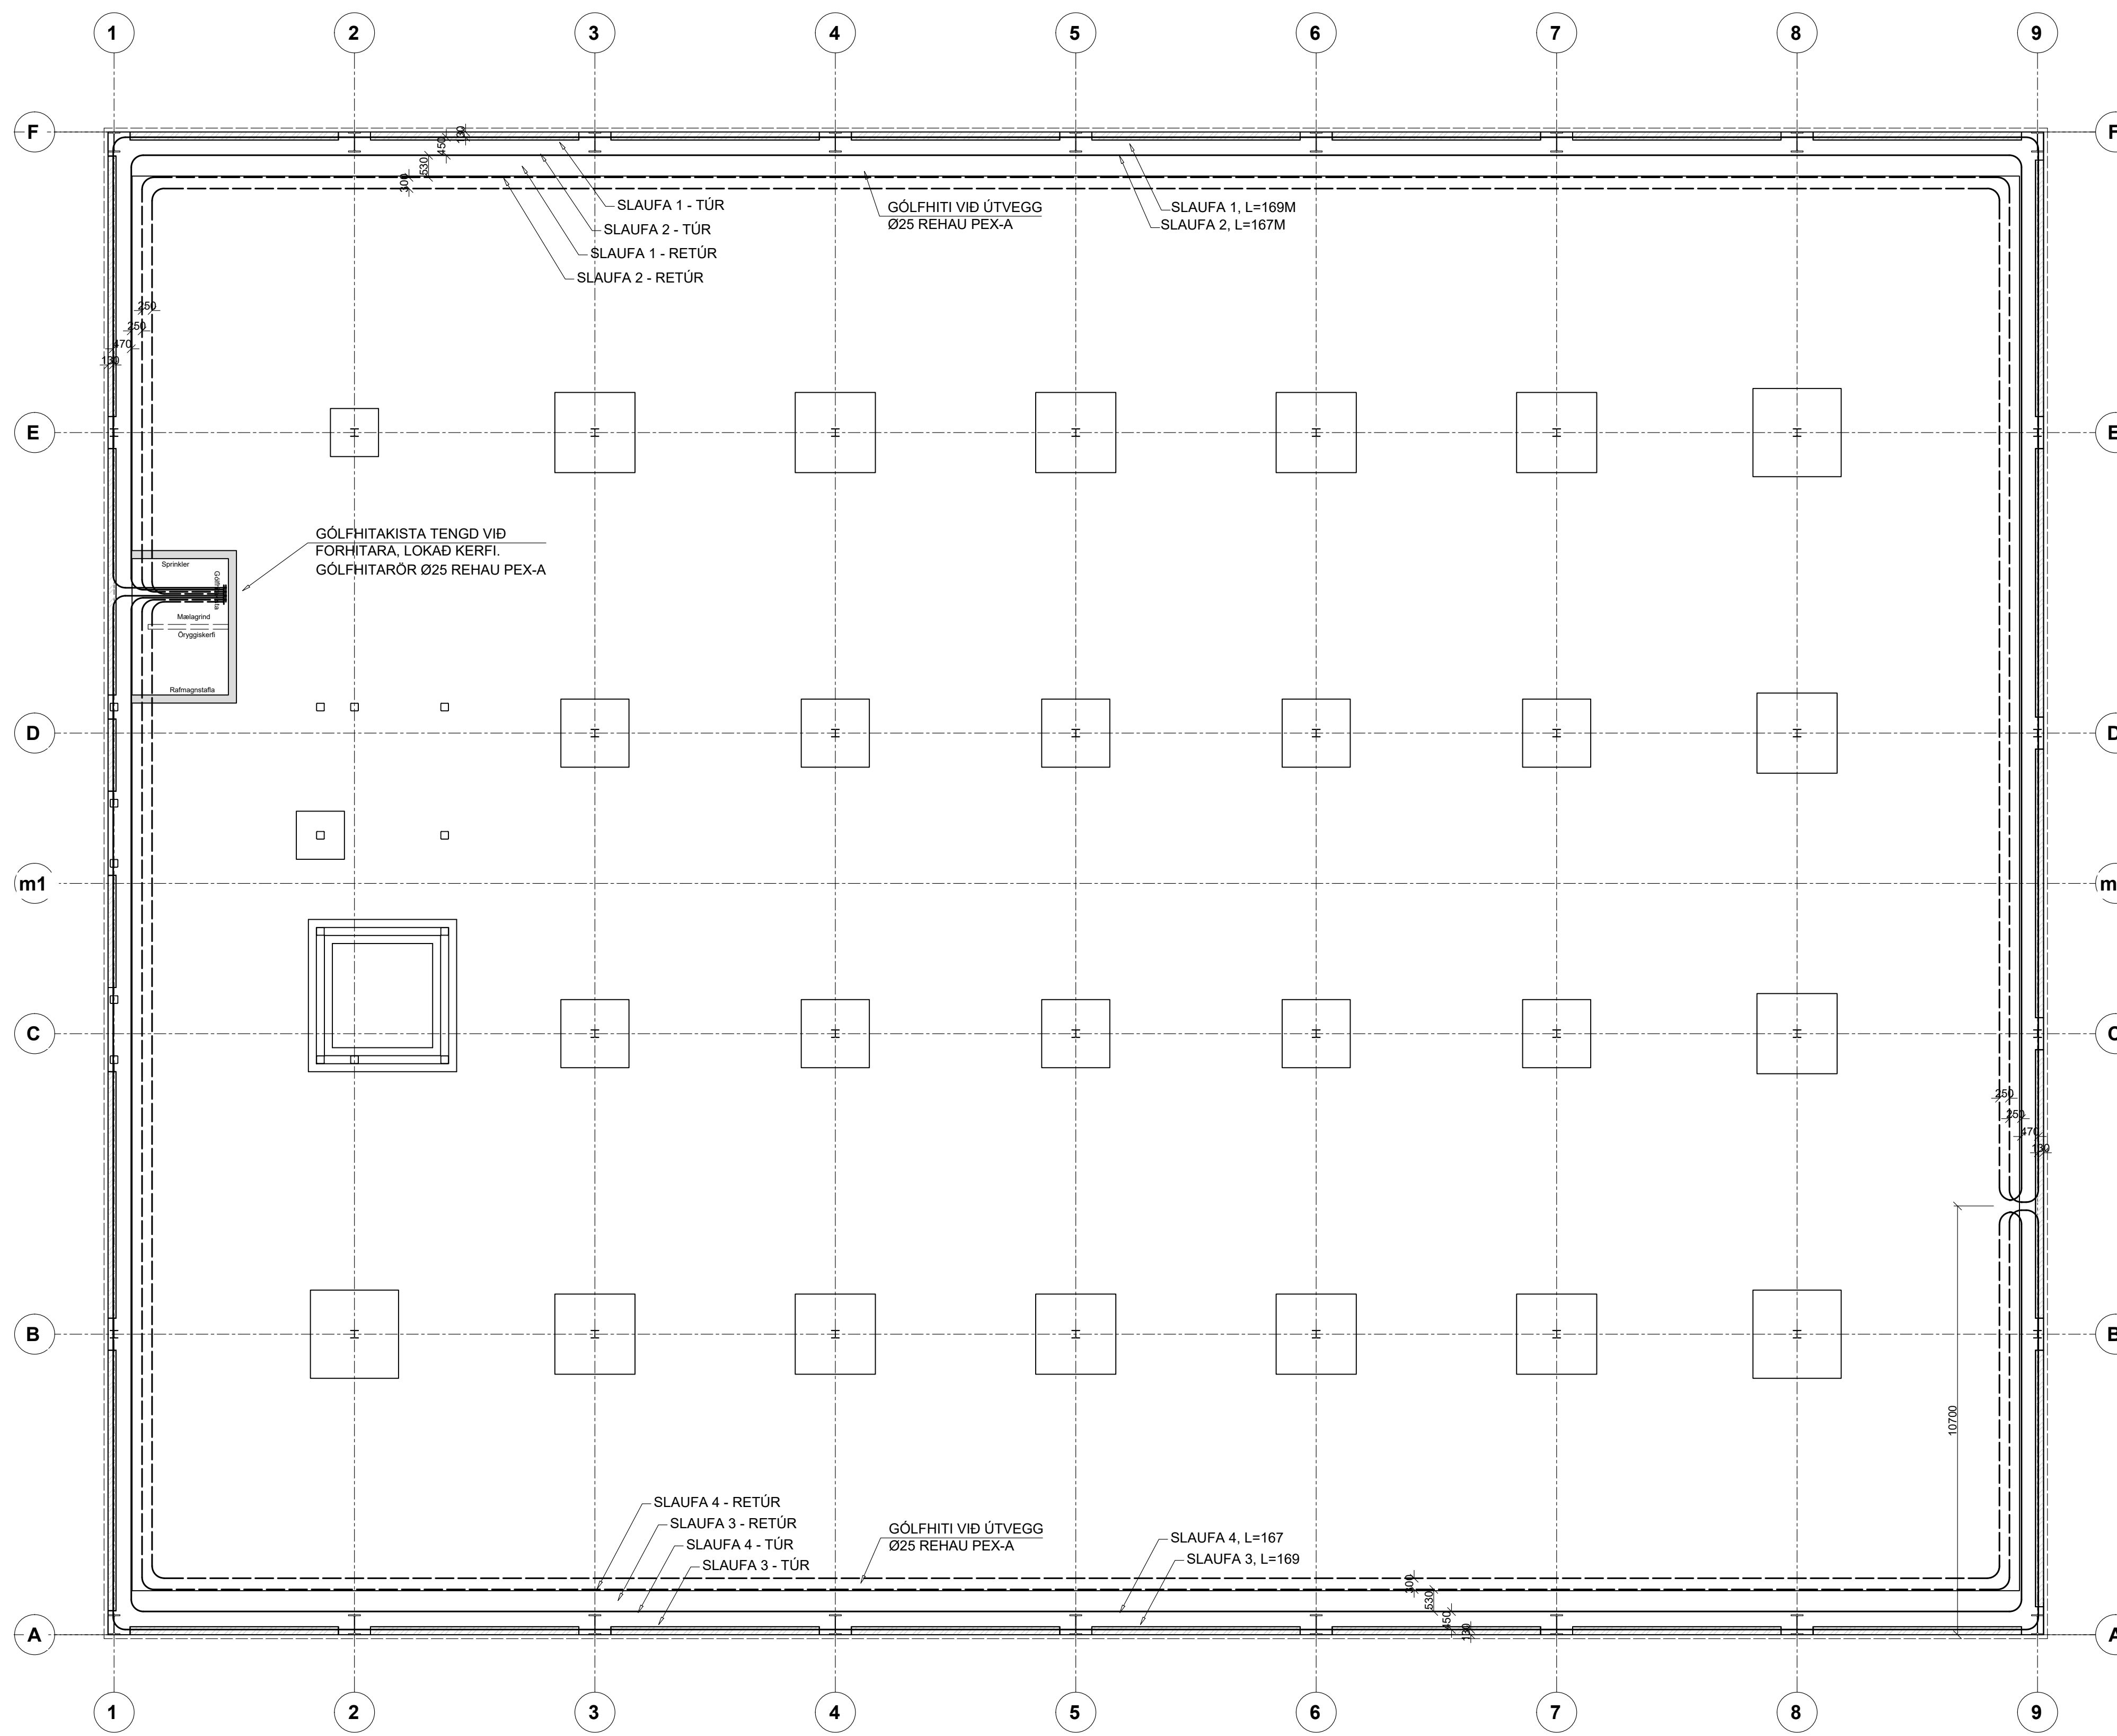 1 2 3 4 5 6 7 8 9
F
F
130
450
530
300
SLAUFA 1 - TÚR
SLAUFA 2 - TÚR
SLAUFA 1 - RETÚR
SLAUFA 2 - RETÚR
GÓLFHITI VIÐ ÚTVEGG
Ø25 REHAU PEX-A
SLAUFA 1, L=169M
SLAUFA 2, L=167M
250
250
470
130
E
E
GÓLFHITAKISTA TENGD VIÐ
FORHITARA, LOKAÐ KERFI.
GÓLFHITARÖR Ø25 REHAU PEX-A
Sprinkler
Mælagrind
Öryggiskerfi
Rafmagnstafla
D
D
m1
m
C
C
250
250
470
130
B
B
10700
SLAUFA 4 - RETÚR
SLAUFA 3 - RETÚR
SLAUFA 4 - TÚR
SLAUFA 3 - TÚR
GÓLFHITI VIÐ ÚTVEGG
Ø25 REHAU PEX-A
SLAUFA 4, L=167
SLAUFA 3, L=169
300
530
450
130
A
A
1 2 3 4 5 6 7 8 9